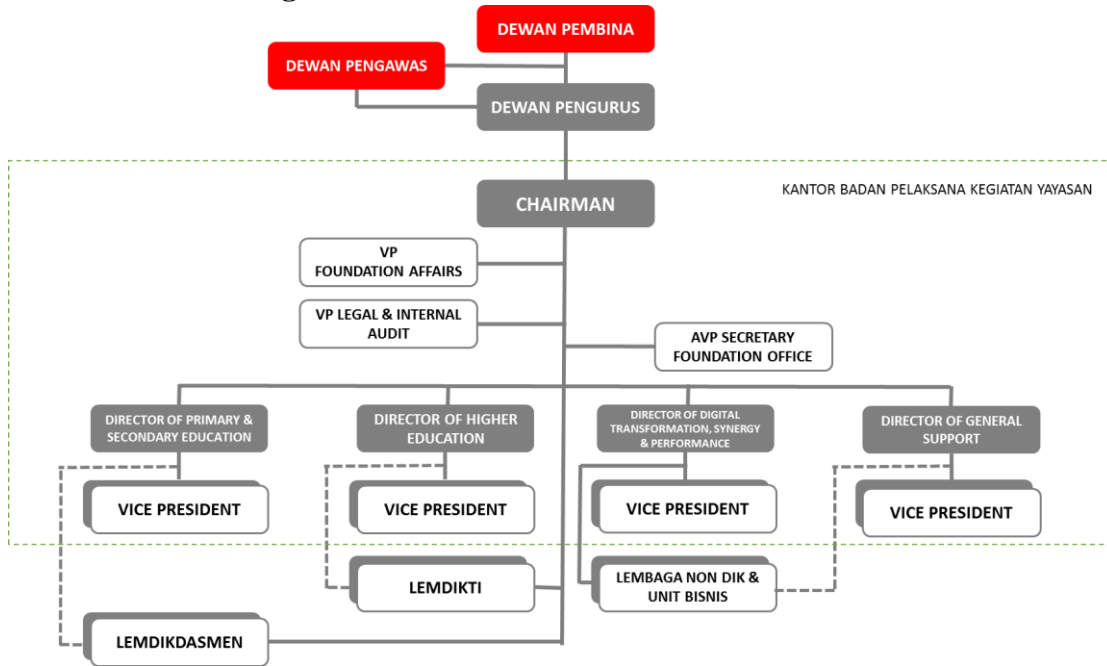 g
DEWAN PEMBINA
DEWAN PENGAWAS
DEWAN PENGURUS
KANTOR BADAN PELAKSANA KEGIATAN YAYASAN
CHAIRMAN
VP
FOUNDATION AFFAIRS
VP LEGAL & INTERNAL
AUDIT
AVP SECRETARY
FOUNDATION OFFICE
DIRECTOR OF PRIMARY &
SECONDARY EDUCATION
DIRECTOR OF HIGHER
EDUCATION
DIRECTOR OF DIGITAL
TRANSFORMATION, SYNERGY
& PERFORMANCE
DIRECTOR OF GENERAL
SUPPORT
VICE PRESIDENT
VICE PRESIDENT
VICE PRESIDENT
VICE PRESIDENT
LEMDIKTI
LEMBAGA NON DIK &
UNIT BISNIS
LEMDIKDASMEN